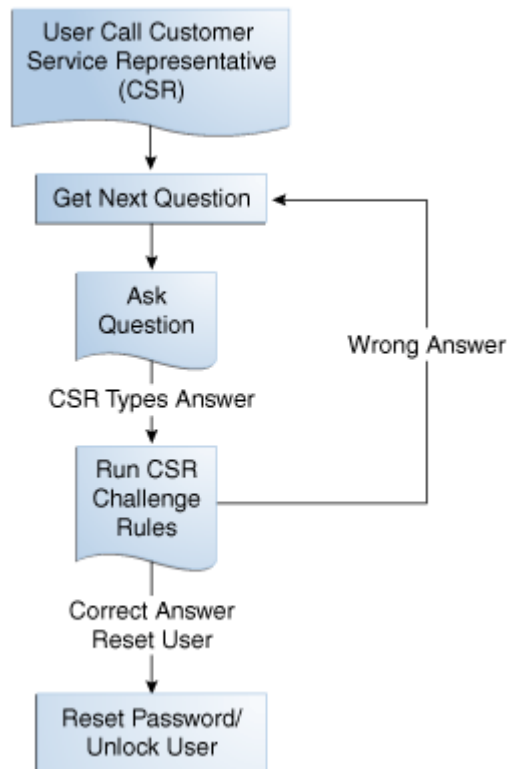 User Call Customer
Service Representative
(CSR)
Get Next Question
Ask
Question
Wrong Answer
CSR Types Answer
Run CSR
Challenge
Rules
Correct Answer
Reset User
Reset Password/
Unlock User